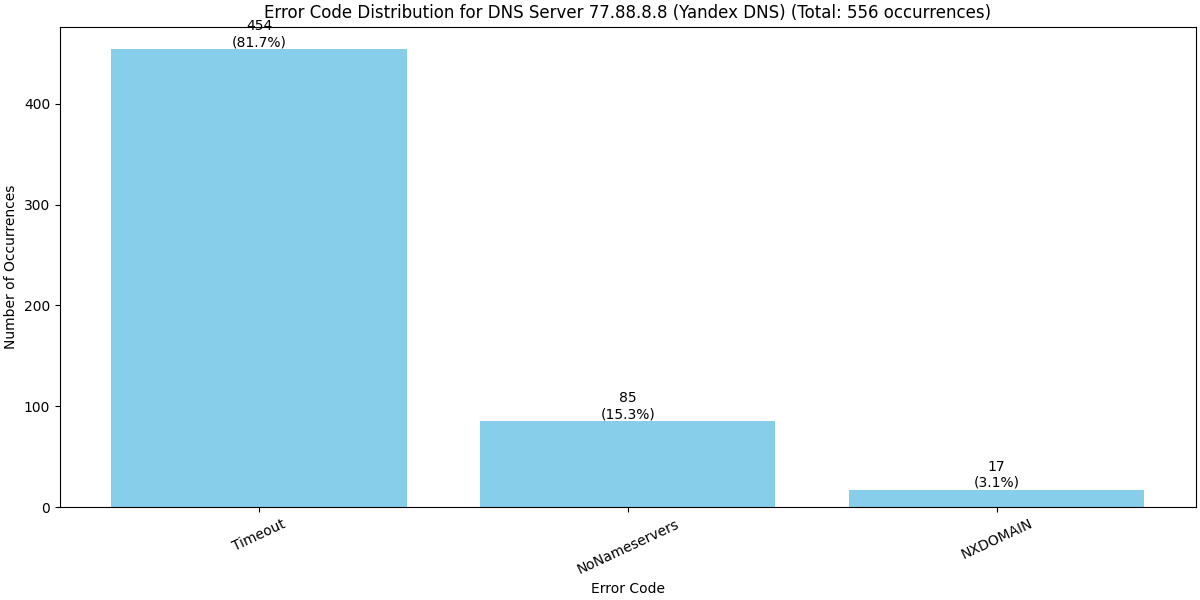 Error Code Distribution for DNS Server 77.88.8.8 (Yandex DNS) (Total: 556 occurrences)
454
(81.7%)
85
(15.3%)
17
(3.1%)
400
300
200
100
0
Number of Occurrences
Timeout
NoNameservers
NXDOMAIN
Error Code